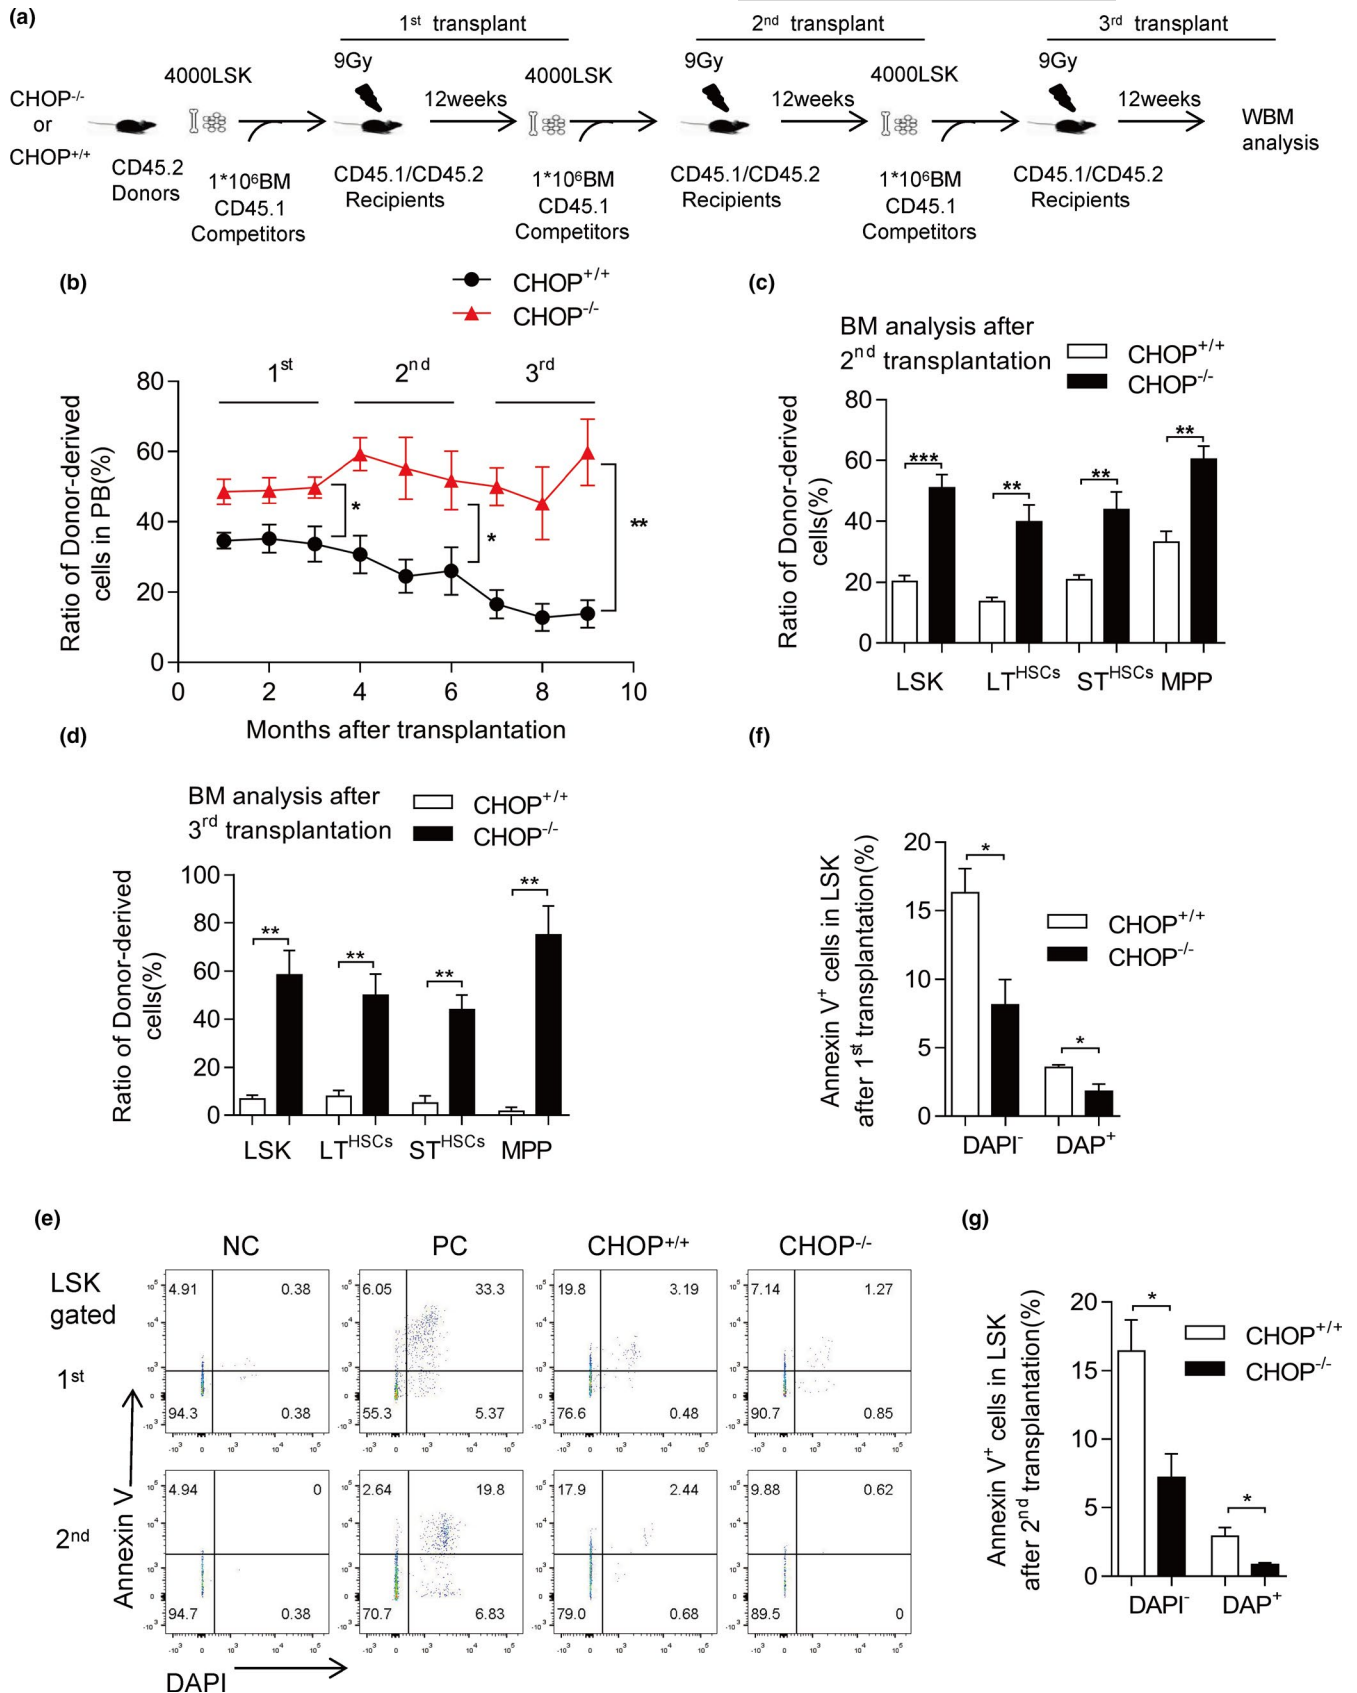 (a)
1st transplant
2nd transplant
3rd transplant
9Gy
9Gy
9Gy
4000LSK
4000LSK
4000LSK
CHOP-/-
or
CHOP+/+
12weeks
12weeks
12weeks
WBM
analysis
CD45.2
Donors
1*10⁶BM
CD45.1
Competitors
CD45.1/CD45.2
Recipients
1*10⁶BM
CD45.1
Competitors
CD45.1/CD45.2
Recipients
1*10⁶BM
CD45.1
Competitors
CD45.1/CD45.2
Recipients
(b)
CHOP+/+
CHOP-/-
1st
2nd
3rd
Ratio of Donor-derived
cells in PB(%)
80
60
40
20
0
*
*
**
0 2 4 6 8 10
Months after transplantation
(c)
BM analysis after
2nd transplantation
CHOP+/+
CHOP-/-
Ratio of Donor-derived
cells(%)
80
60
40
20
0
***
**
**
**
LSK LTHSCs STHSCs MPP
(d)
BM analysis after
3rd transplantation
CHOP+/+
CHOP-/-
Ratio of Donor-derived
cells(%)
100
80
60
40
20
0
**
**
**
**
LSK LTHSCs STHSCs MPP
(f)
Annexin V+ cells in LSK
after 1st transplantation(%)
20
15
10
5
0
*
*
CHOP+/+
CHOP-/-
DAPI- DAP+
(e)
NC PC CHOP+/+ CHOP-/-
LSK
gated
1st
4.91 0.38
94.3 0.38
6.05 33.3
55.3 5.37
19.8 3.19
76.6 0.48
7.14 1.27
90.7 0.85
2nd
4.94 0
94.7 0.38
2.64 19.8
70.7 6.83
17.9 2.44
79.0 0.68
9.88 0.62
89.5 0
Annexin V
DAPI
(g)
Annexin V+ cells in LSK
after 2nd transplantation(%)
20
15
10
5
0
*
*
CHOP+/+
CHOP-/-
DAPI- DAP+